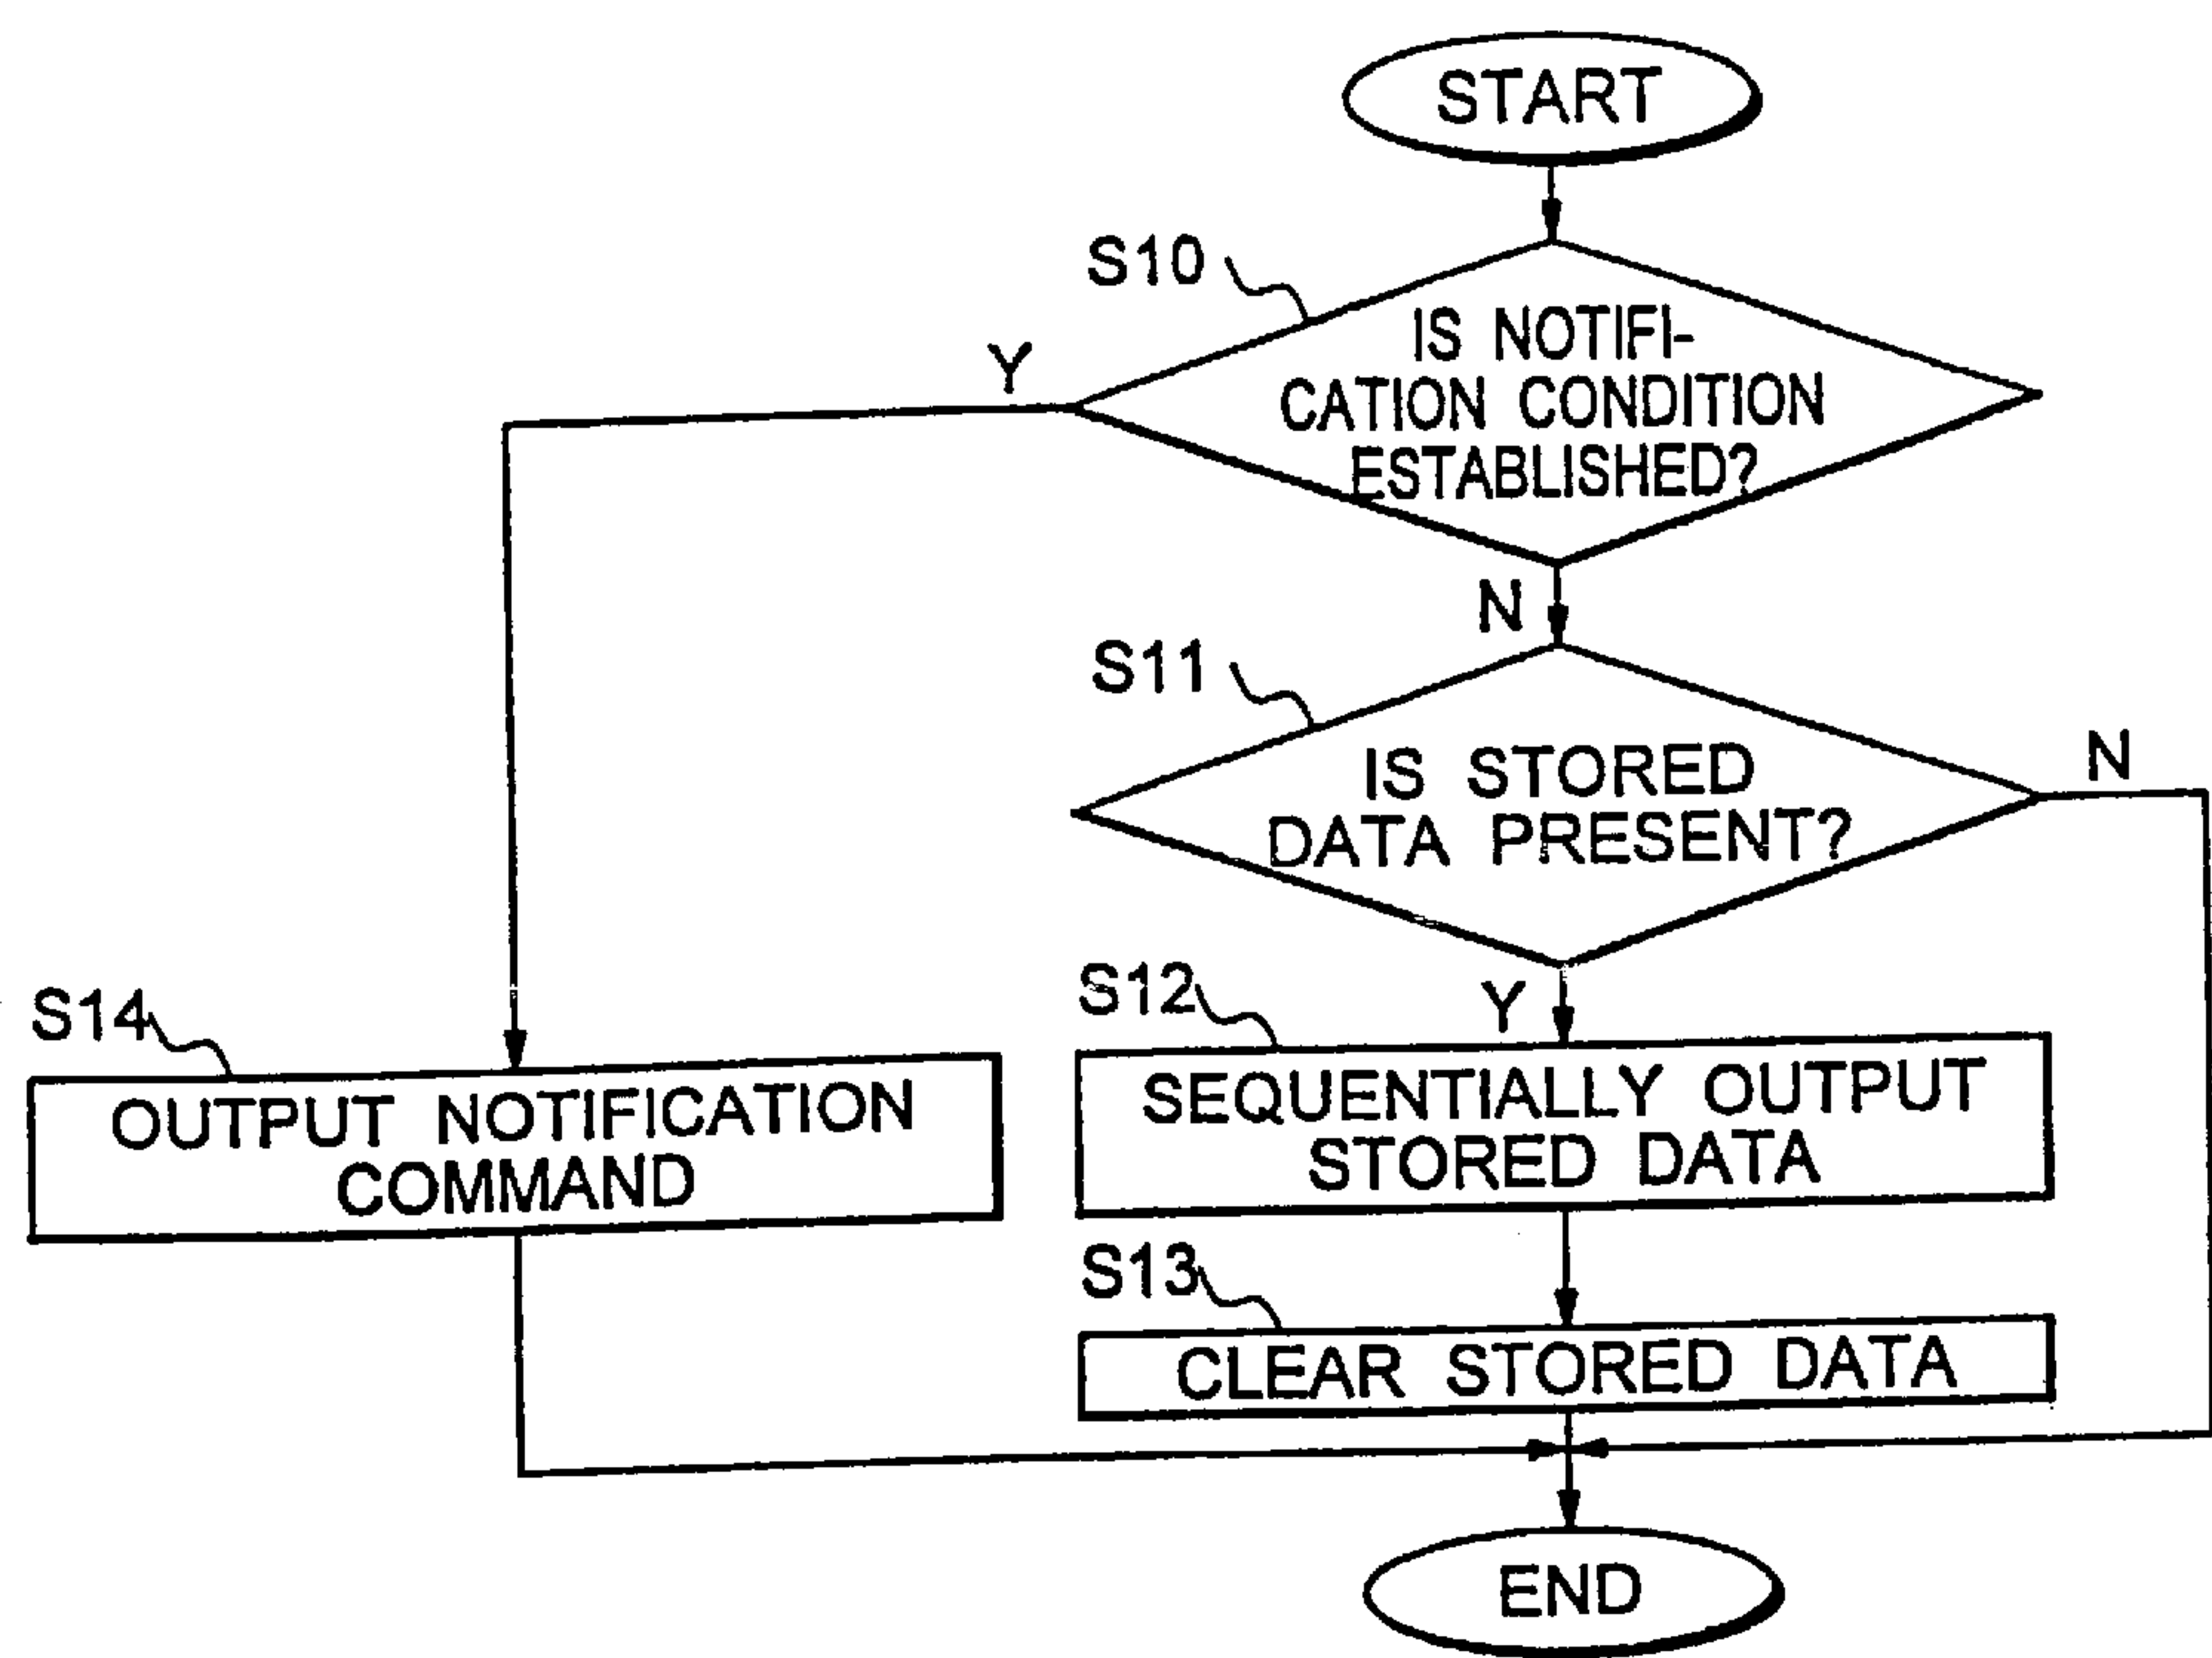 START
S10
IS NOTIFI-
CATION CONDITION
ESTABLISHED?
Y
N
S11
IS STORED
DATA PRESENT?
N
Y
S12
SEQUENTIALLY OUTPUT
STORED DATA
S14
OUTPUT NOTIFICATION
COMMAND
S13
CLEAR STORED DATA
END